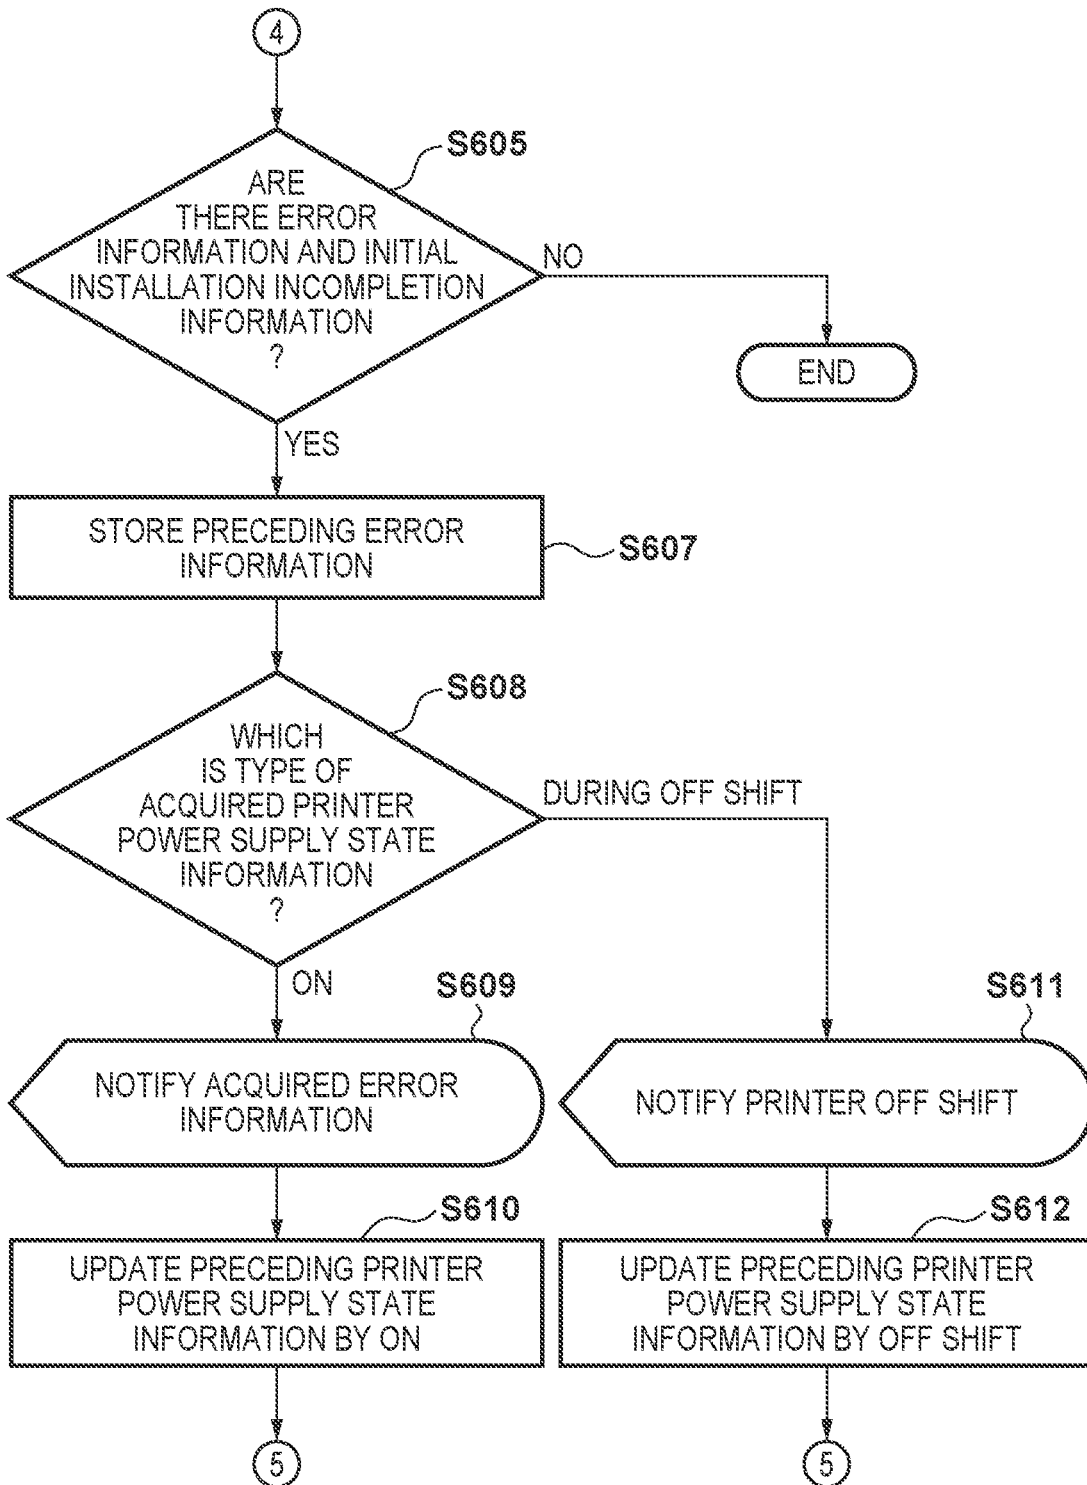 4
S605
ARE
THERE ERROR
INFORMATION AND INITIAL
INSTALLATION INCOMPLETION
INFORMATION
?
NO
END
YES
STORE PRECEDING ERROR
INFORMATION
S607
S608
WHICH
IS TYPE OF
ACQUIRED PRINTER
POWER SUPPLY STATE
INFORMATION
?
DURING OFF SHIFT
ON
S609
NOTIFY ACQUIRED ERROR
INFORMATION
S611
NOTIFY PRINTER OFF SHIFT
S610
UPDATE PRECEDING PRINTER
POWER SUPPLY STATE
INFORMATION BY ON
S612
UPDATE PRECEDING PRINTER
POWER SUPPLY STATE
INFORMATION BY OFF SHIFT
5
5